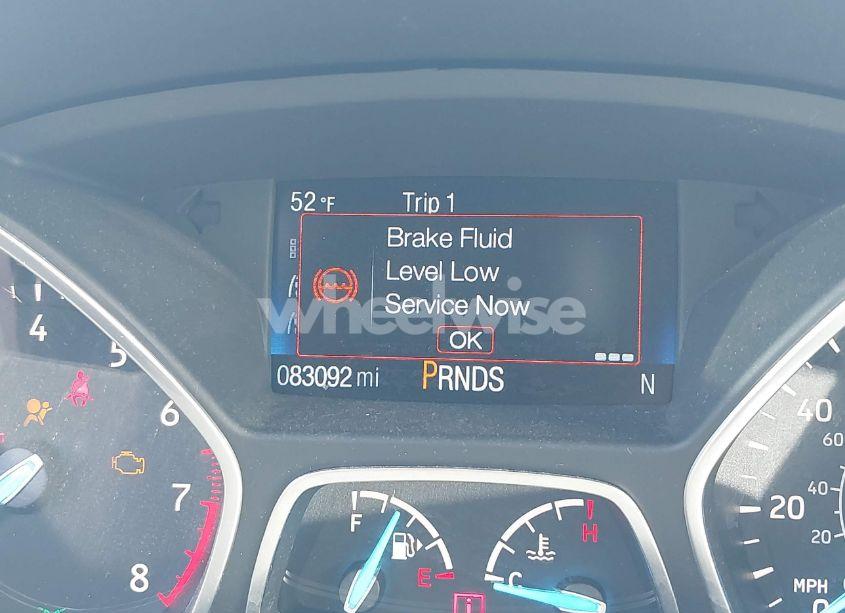 52 °F Trip 1
Brake Fluid
Level Low
Service Now
wheelwise
OK
083092 mi PRNDS N
4
5
6
7
8
F
E
H
C
40
20
MPH
0
60
40
20